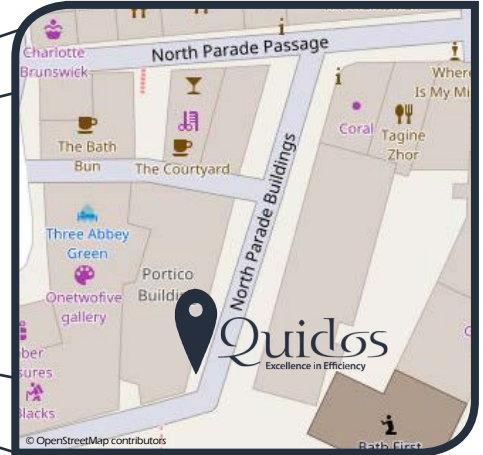 Charlotte
Brunswick
North Parade Passage
Where
Is My Mi
The Bath
Bun
The Courtyard
Coral
Tagine
Zhor
North Parade Buildings
Three Abbey
Green
Portico
Buildin
Onetwofive
gallery
Quidos
Excellence in Efficiency
ber
sures
Blacks
Bath First
© OpenStreetMap contributors